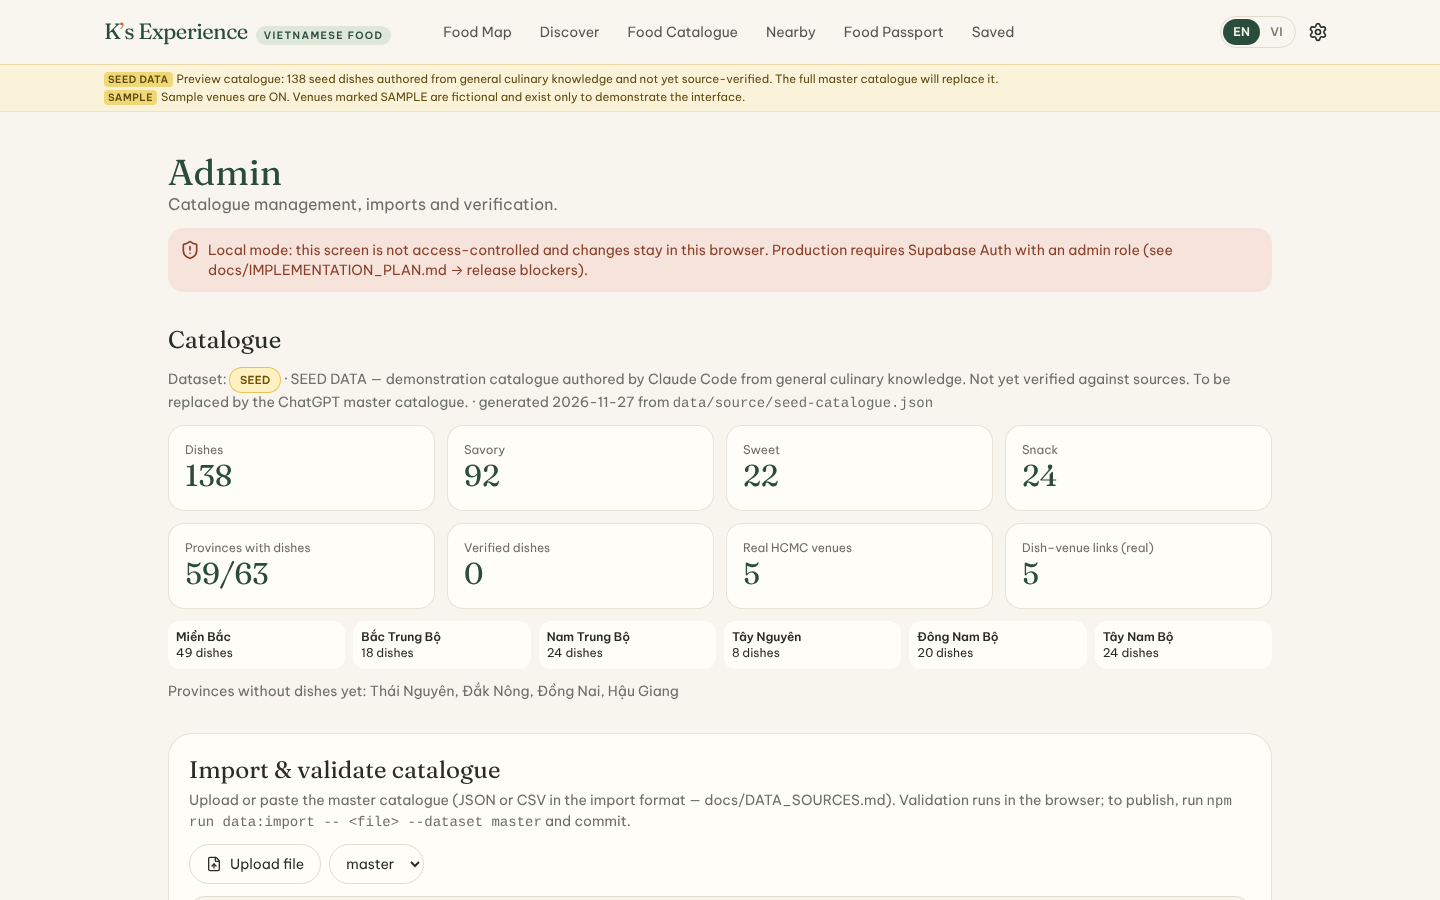 K's Experience VIETNAMESE FOOD Food Map Discover Food Catalogue Nearby Food Passport Saved EN VI
SEED DATA Preview catalogue: 138 seed dishes authored from general culinary knowledge and not yet source-verified. The full master catalogue will replace it.
SAMPLE Sample venues are ON. Venues marked SAMPLE are fictional and exist only to demonstrate the interface.
Admin
Catalogue management, imports and verification.
Local mode: this screen is not access-controlled and changes stay in this browser. Production requires Supabase Auth with an admin role (see
docs/IMPLEMENTATION_PLAN.md → release blockers).
Catalogue
Dataset: SEED · SEED DATA — demonstration catalogue authored by Claude Code from general culinary knowledge. Not yet verified against sources. To be
replaced by the ChatGPT master catalogue. · generated 2026-11-27 from data/source/seed-catalogue.json
Dishes Savory Sweet Snack
138 92 22 24
Provinces with dishes Verified dishes Real HCMC venues Dish–venue links (real)
59/63 0 5 5
Miền Bắc Bắc Trung Bộ Nam Trung Bộ Tây Nguyên Đông Nam Bộ Tây Nam Bộ
49 dishes 18 dishes 24 dishes 8 dishes 20 dishes 24 dishes
Provinces without dishes yet: Thái Nguyên, Đắk Nông, Đồng Nai, Hậu Giang
Import & validate catalogue
Upload or paste the master catalogue (JSON or CSV in the import format — docs/DATA_SOURCES.md). Validation runs in the browser; to publish, run npm
run data:import -- <file> --dataset master and commit.
Upload file master